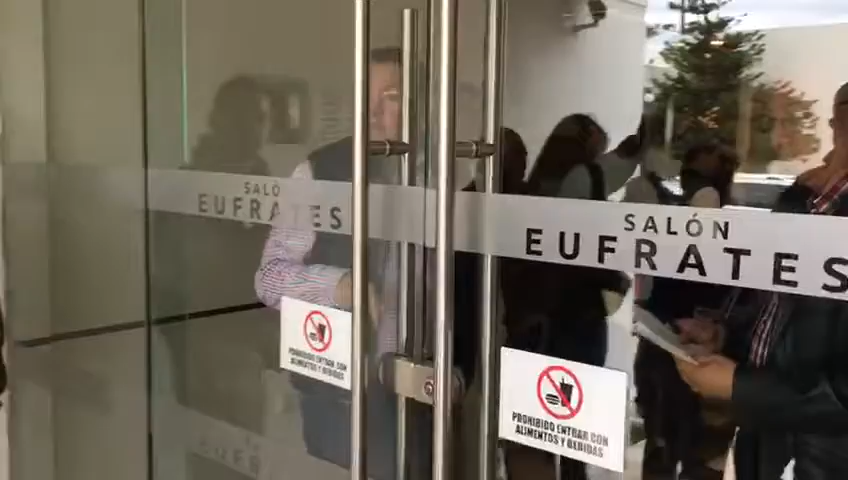 SALÓN
EUFRATES
PROHIBIDO ENTRAR CON
ALIMENTOS Y BEBIDAS
SALÓN
EUFRATES
PROHIBIDO ENTRAR CON
ALIMENTOS Y BEBIDAS